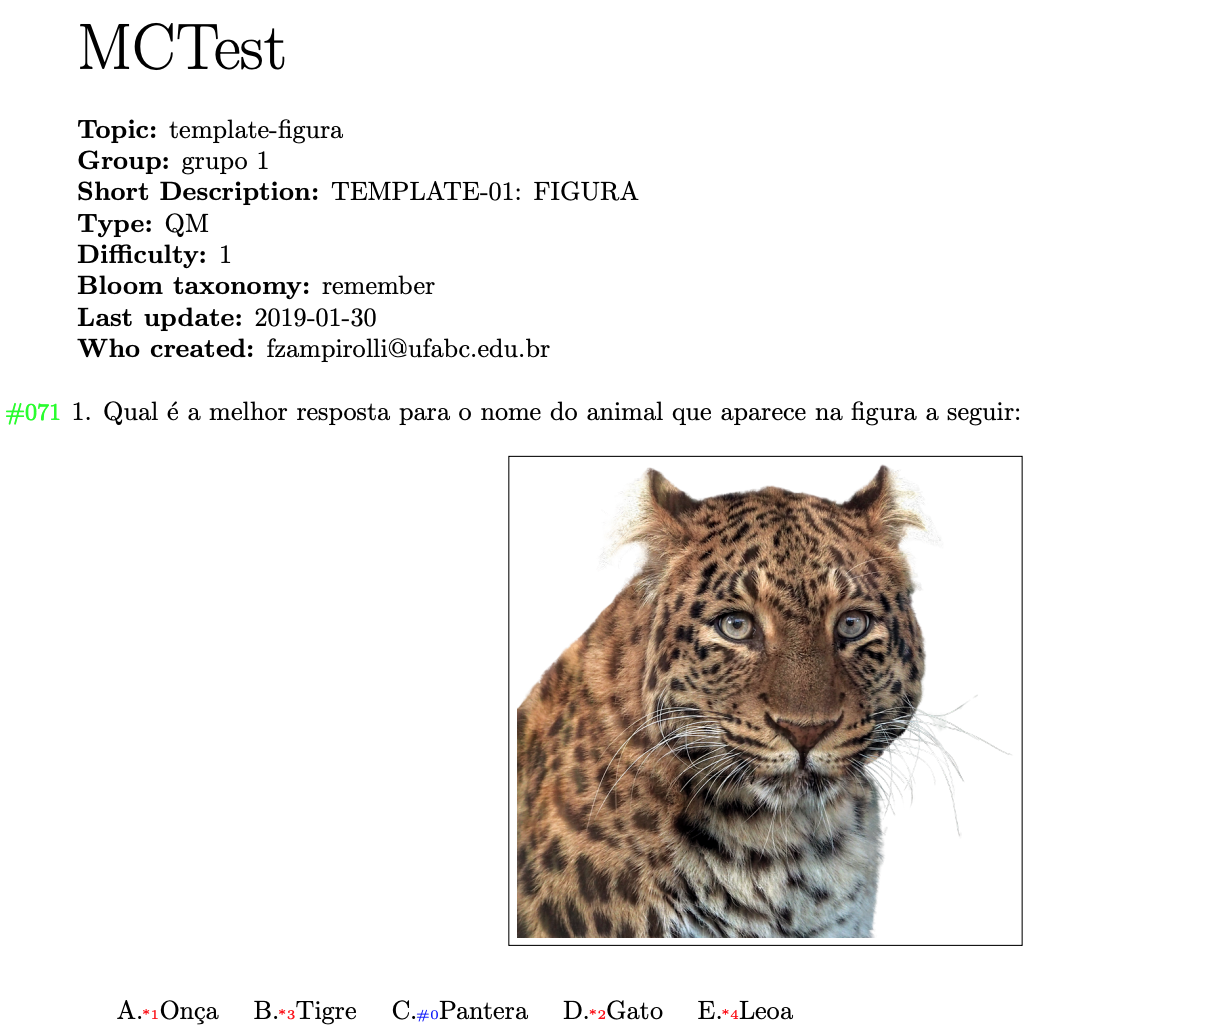 MCTest
Topic: template-figura
Group: grupo 1
Short Description: TEMPLATE-01: FIGURA
Type: QM
Difficulty: 1
Bloom taxonomy: remember
Last update: 2019-01-30
Who created: fzampirolli@ufabc.edu.br
#071 1. Qual é a melhor resposta para o nome do animal que aparece na figura a seguir:
A.*1Onça B.*3Tigre C.#0Pantera D.*2Gato E.*4Leoa